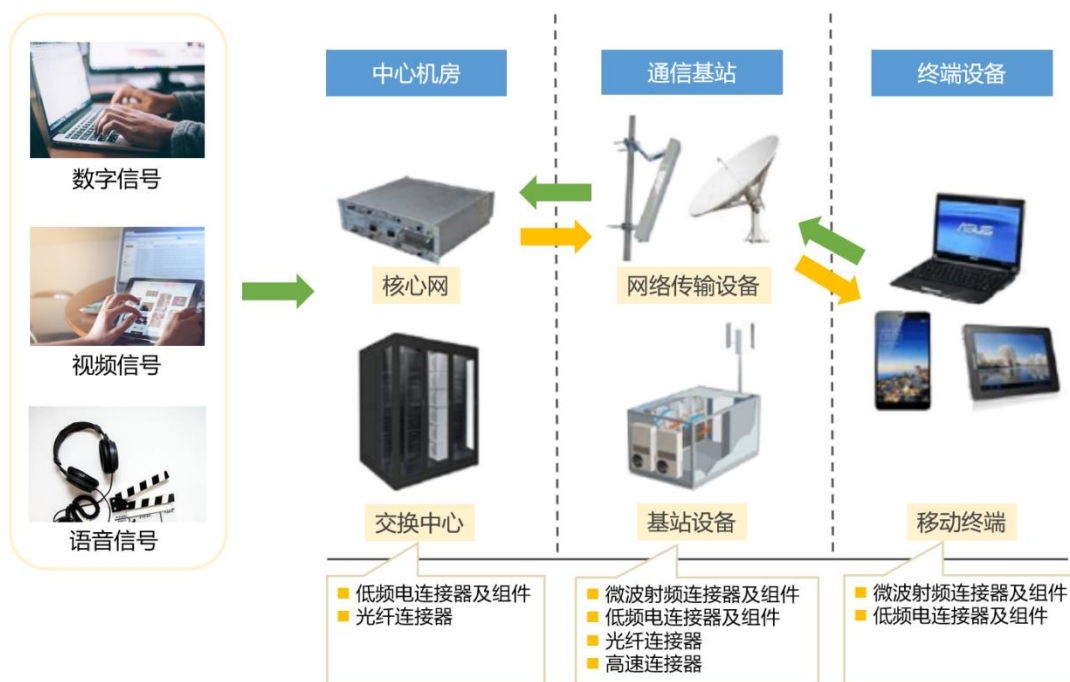 数字信号
视频信号
语音信号
中心机房
核心网
交换中心
低频电连接器及组件
光纤连接器
通信基站
网络传输设备
基站设备
微波射频连接器及组件
低频电连接器及组件
光纤连接器
高速连接器
终端设备
ASUS
移动终端
微波射频连接器及组件
低频电连接器及组件